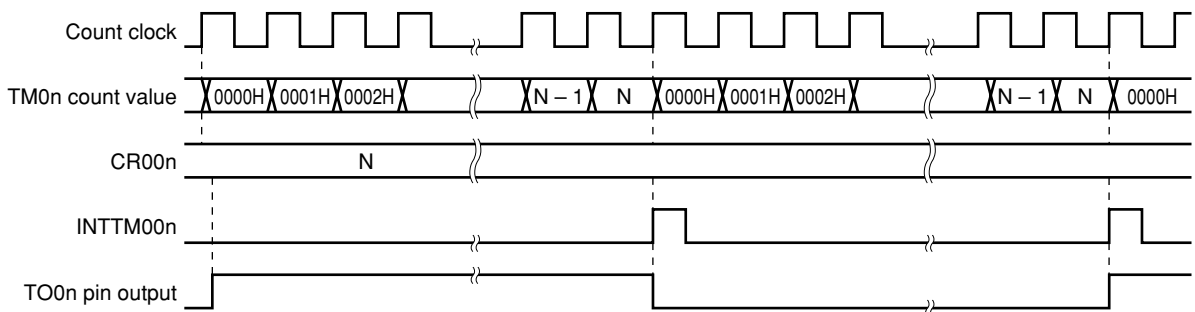 Count clock
TM0n count value 0000H 0001H 0002H N – 1 N 0000H 0001H 0002H N – 1 N 0000H
CR00n N
INTTM00n
TO0n pin output